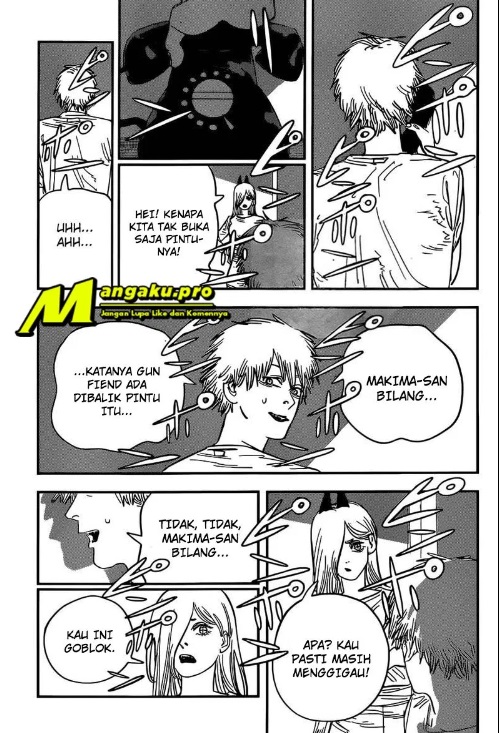 HEI! KENAPA
KITA TAK BUKA
SAJA PINTU-
NYA!
UHH...
AHH...
Mangaku.pro
Jangan Lupa Like dan Komennya
MAKIMA-SAN
BILANG...
...KATANYA GUN
FIEND ADA
DIBALIK PINTU
ITU...
TIDAK, TIDAK,
MAKIMA-SAN
BILANG...
APA? KAU
PASTI MASIH
MENGGIGAU!
KAU INI
GOBLOK.